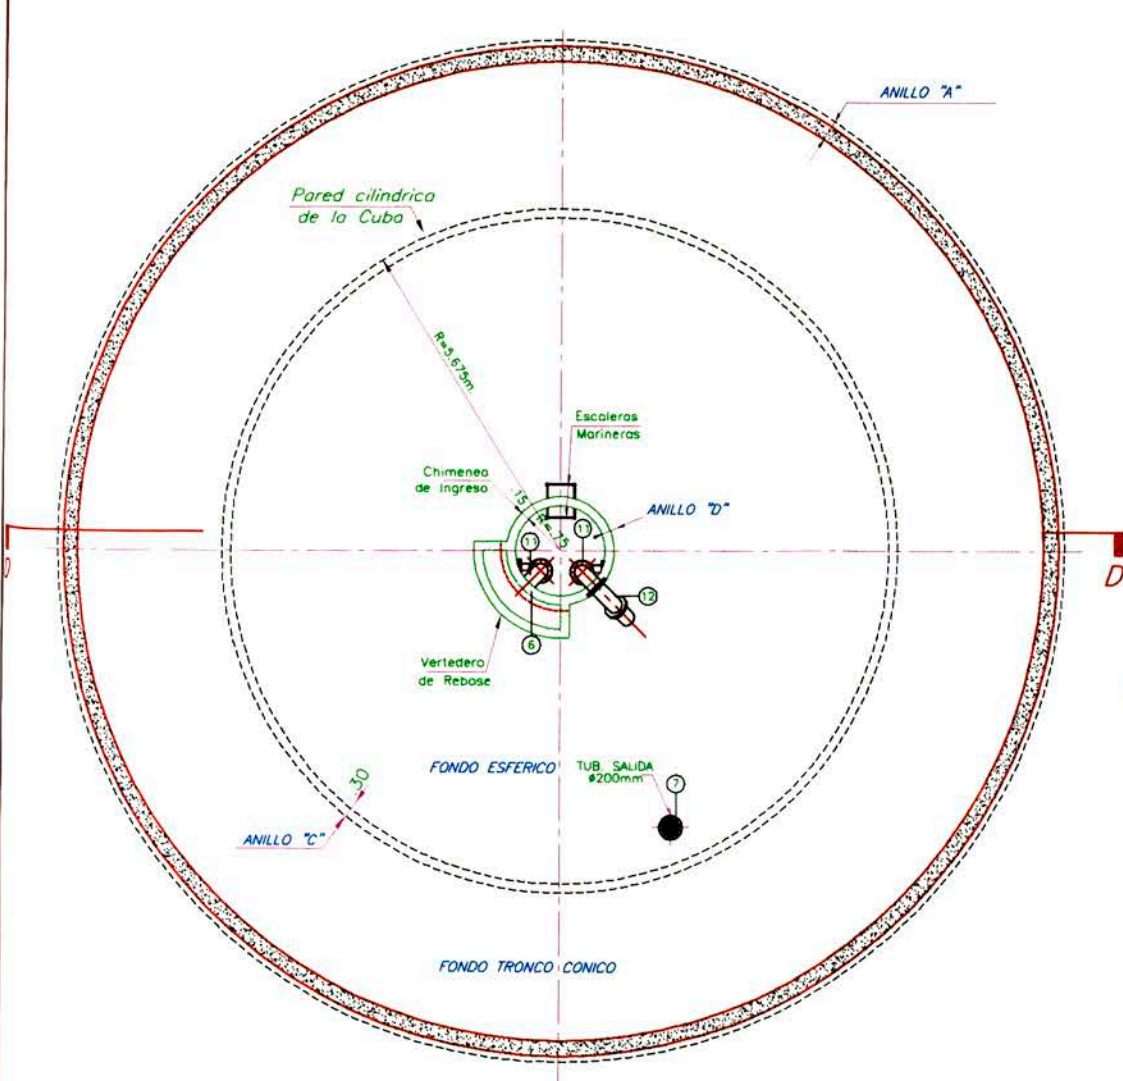 ANILLO "A"
Pared cilindrica
de la Cuba
R=5.675m.
Escaleras
Marineras
Chimenea
de Ingreso
.15
R=.75
ANILLO "D"
11
11
12
6
D
Vertedero
de Rebose
FONDO ESFERICO
TUB. SALIDA
ø200mm
7
.30
ANILLO "C"
FONDO TRONCO CONICO